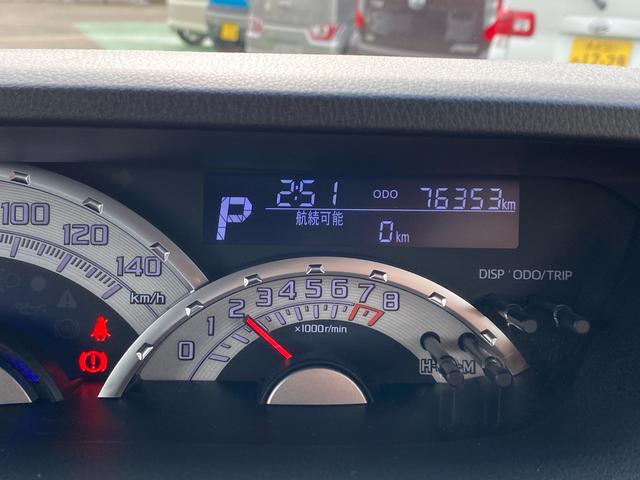 P
2:51 ODO 76353km
航続可能
0km
DISP ODO/TRIP
100 120 140
km/h
0 1 2 3 4 5 6 7 8
×1000r/min
H M